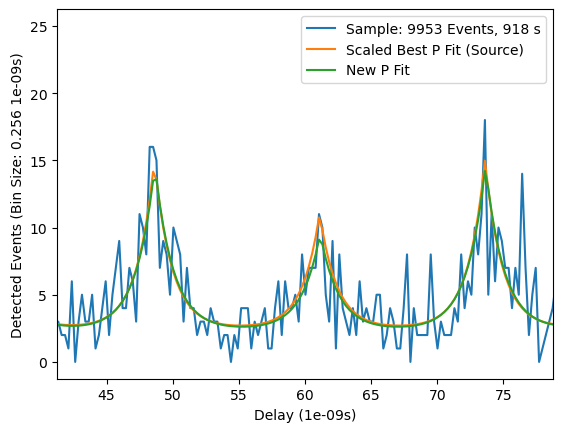 Sample: 9953 Events, 918 s
Scaled Best P Fit (Source)
New P Fit
Detected Events (Bin Size: 0.256 1e-09s)
25
20
15
10
5
0
45
50
55
60
65
70
75
Delay (1e-09s)